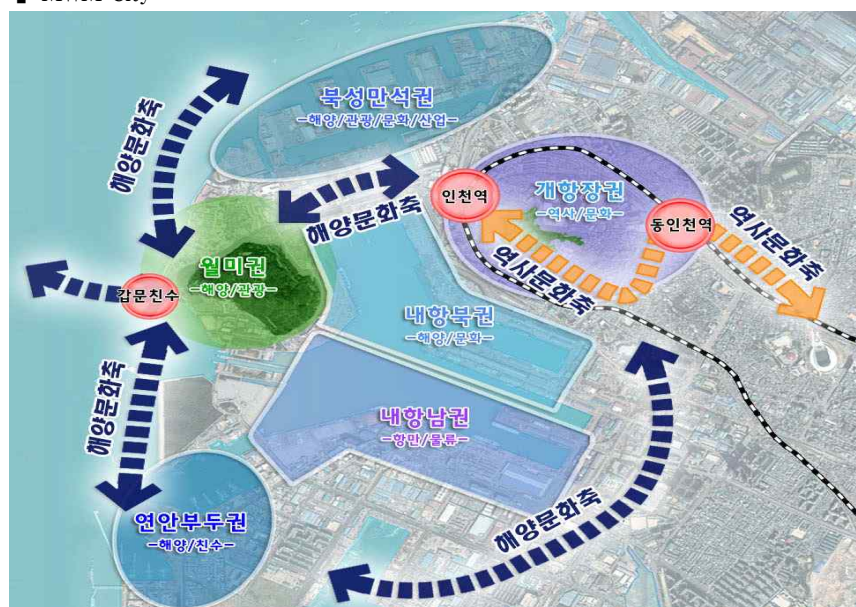 북성만석권
-해양/관광/문화/산업-
해양문화축
인천역
개항장권
-역사/문화-
동인천역
해양문화축
역사문화축
역사문화축
월미권
-해양/관광-
갑문친수
내항북권
-해양/문화-
해양문화축
내항남권
-항만/물류-
연안부두권
-해양/친수-
해양문화축